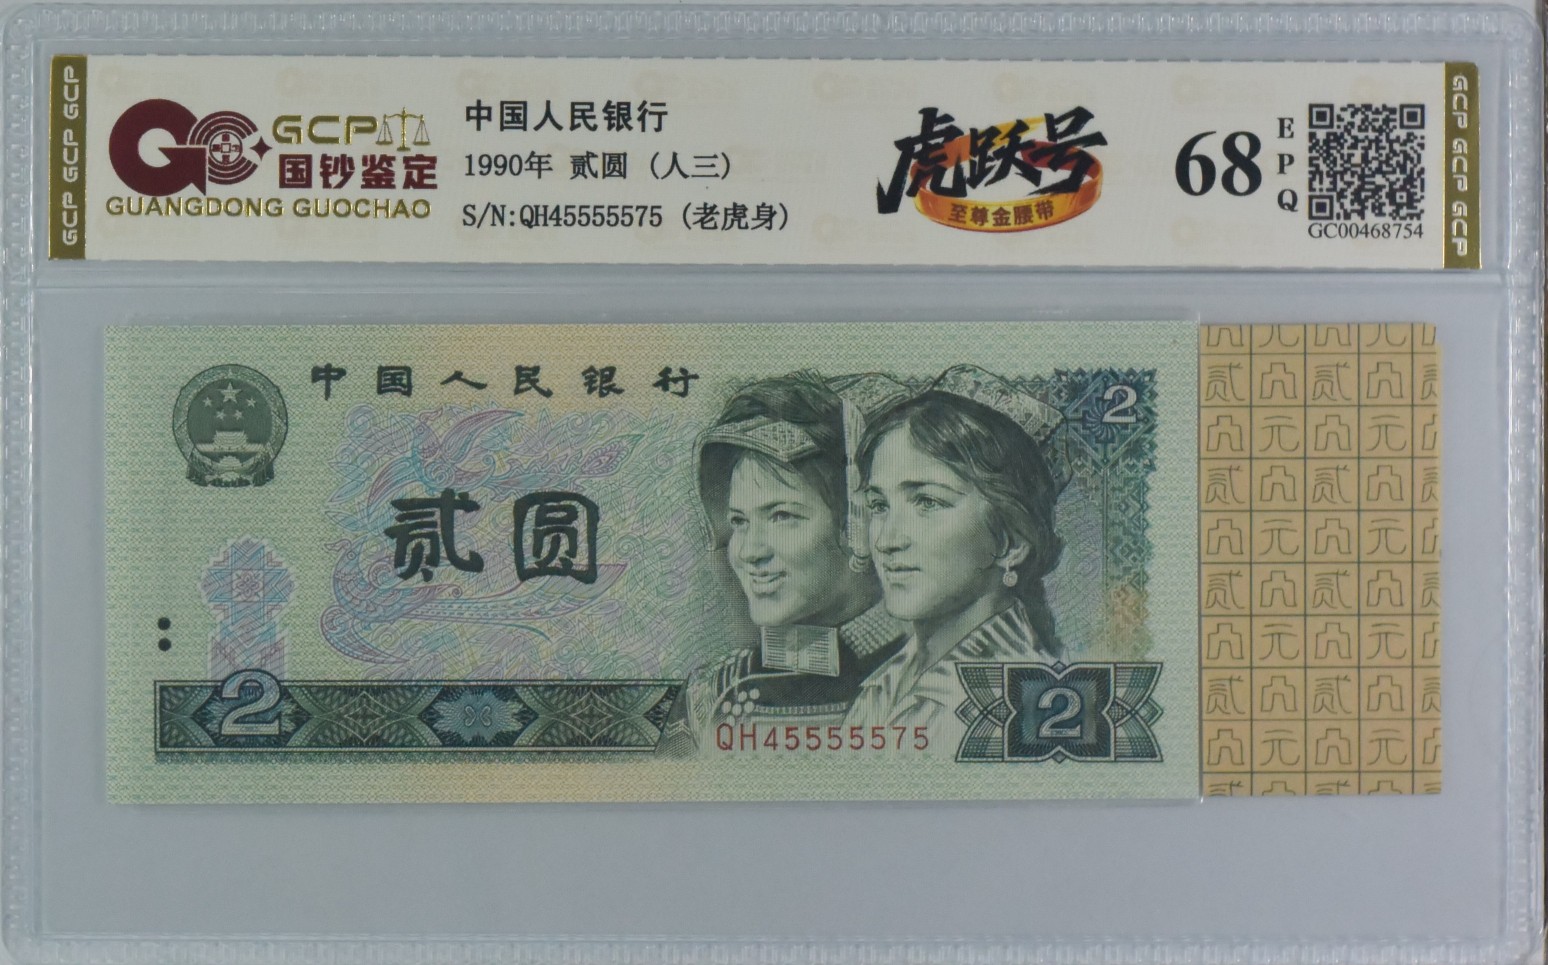 GCP GCP GCP
GCP
国钞鉴定
GUANGDONG GUOCHAO
中国人民银行
1990年 贰圆 (人三)
S/N:QH45555575 (老虎身)
虎跃号
至尊金腰带
68
EPQ
GC00468754
GCP GCP GCP
中国人民银行
2
贰圆
2
QH45555575
2